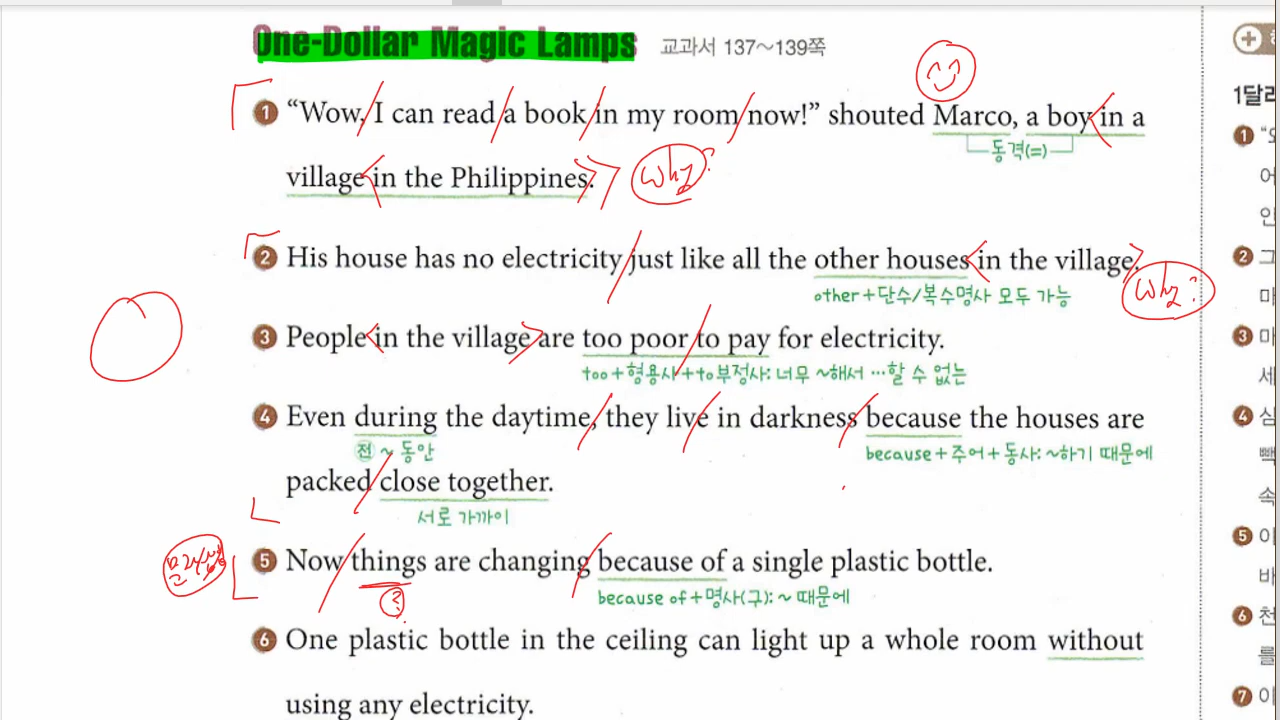 One-Dollar Magic Lamps 교과서 137~139쪽
1 “Wow, I can read a book in my room now!” shouted Marco, a boy in a
동격(=)
village in the Philippines. why?
2 His house has no electricity just like all the other houses in the village.
other+단수/복수명사 모두 가능 why?
3 People in the village are too poor to pay for electricity.
too+형용사+to부정사: 너무 ~해서 …할 수 없는
4 Even during the daytime, they live in darkness because the houses are
전 ~ 동안 because+주어+동사: ~하기 때문에
packed close together.
서로 가까이
5 Now things are changing because of a single plastic bottle.
? because of+명사(구): ~ 때문에
6 One plastic bottle in the ceiling can light up a whole room without
using any electricity.
1달러
1
2
3
4
5
6
7